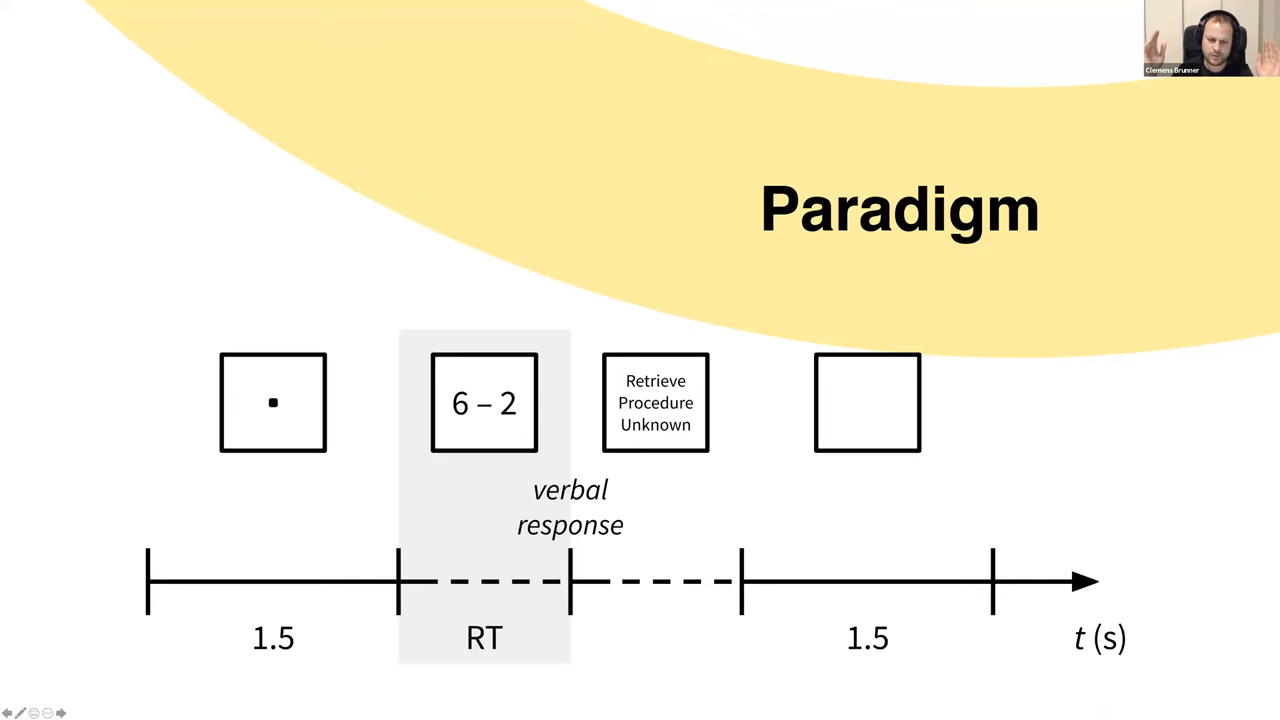 Clemens Brunner
Paradigm
6 – 2
Retrieve
Procedure
Unknown
verbal
response
1.5
RT
1.5
t (s)